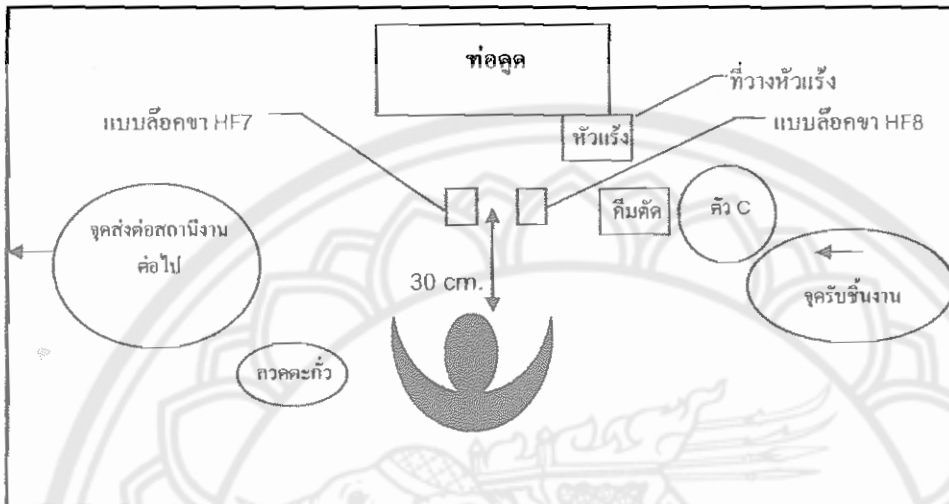 ท่อดูด
ที่วางหัวแร้ง
แบบล็อคขา HF7
แบบล็อคขา HF8
หัวแร้ง
คีมตัด
ตัว C
จุดส่งต่อสถานีงาน
ต่อไป
30 cm.
จุดรับชิ้นงาน
ลวดตะกั่ว